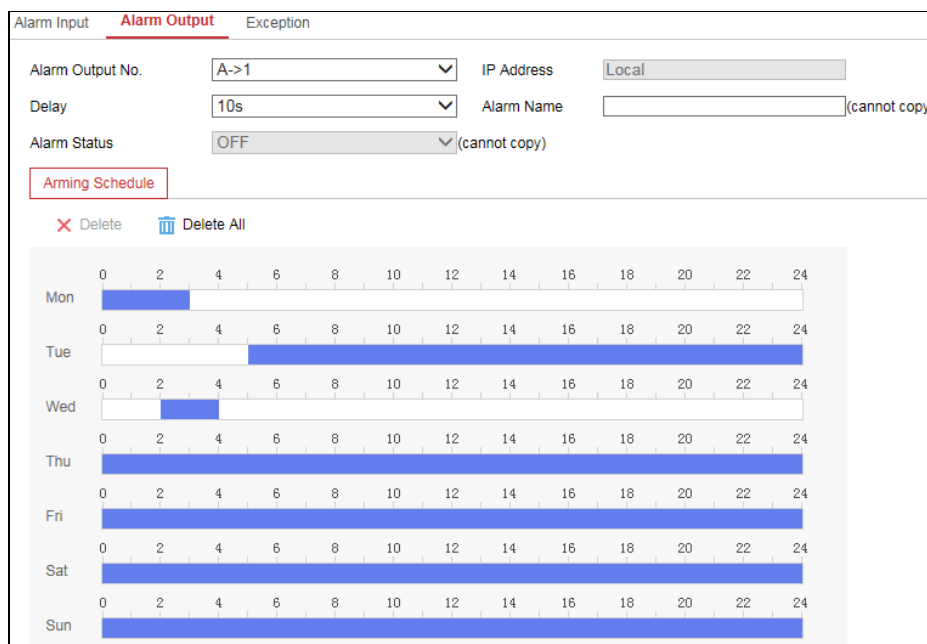 Alarm Input Alarm Output Exception
Alarm Output No. A->1 IP Address Local
Delay 10s Alarm Name (cannot copy
Alarm Status OFF (cannot copy)
Arming Schedule
Delete Delete All
0 2 4 6 8 10 12 14 16 18 20 22 24
Mon
0 2 4 6 8 10 12 14 16 18 20 22 24
Tue
0 2 4 6 8 10 12 14 16 18 20 22 24
Wed
0 2 4 6 8 10 12 14 16 18 20 22 24
Thu
0 2 4 6 8 10 12 14 16 18 20 22 24
Fri
0 2 4 6 8 10 12 14 16 18 20 22 24
Sat
0 2 4 6 8 10 12 14 16 18 20 22 24
Sun